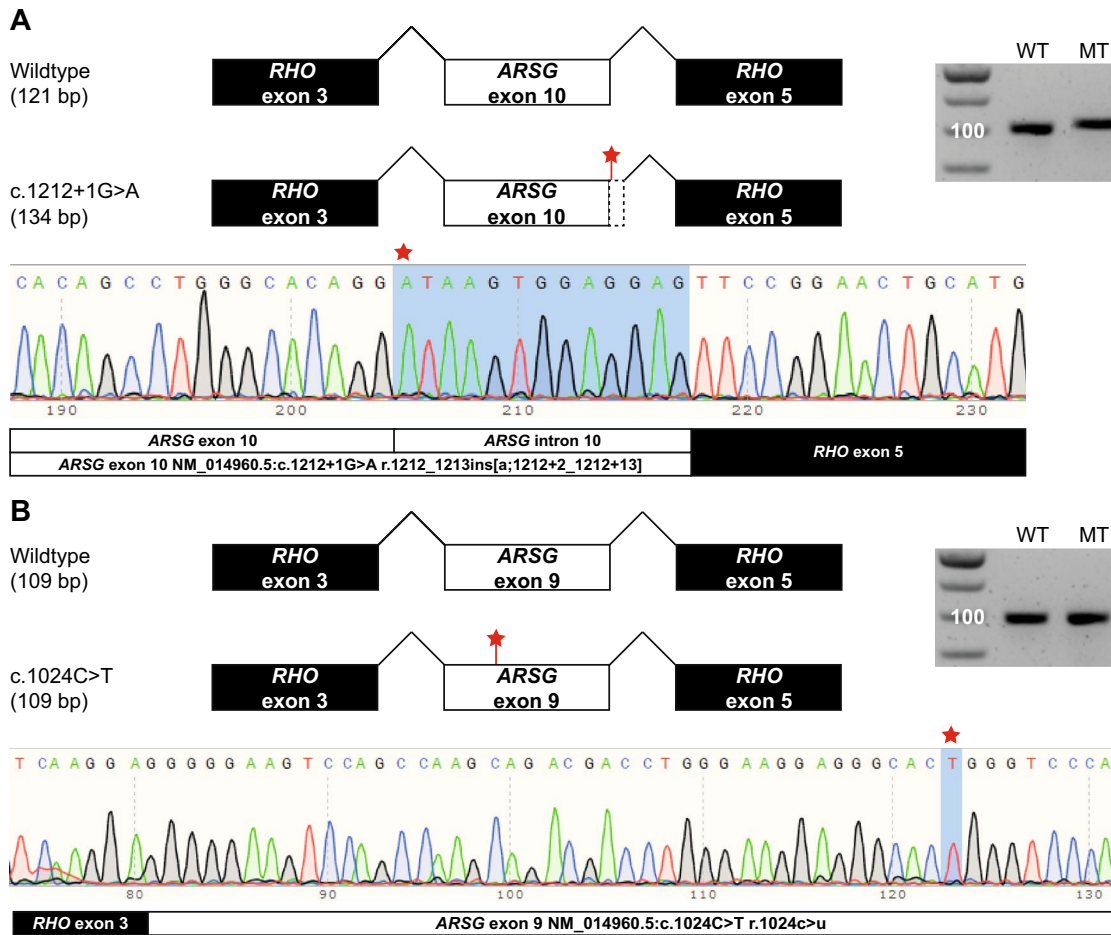 A
Wildtype
(121 bp)
RHO
exon 3
ARSG
exon 10
RHO
exon 5
WT MT
100
c.1212+1G>A
(134 bp)
RHO
exon 3
ARSG
exon 10
RHO
exon 5
C A C A G C C T G G G C A C A G G A T A A G T G G A G G A G T T C C G G A A C T G C A T G
190 200 210 220 230
ARSG exon 10 ARSG intron 10 RHO exon 5
ARSG exon 10 NM_014960.5:c.1212+1G>A r.1212_1213ins[a;1212+2_1212+13]
B
Wildtype
(109 bp)
RHO
exon 3
ARSG
exon 9
RHO
exon 5
WT MT
100
c.1024C>T
(109 bp)
RHO
exon 3
ARSG
exon 9
RHO
exon 5
T C A A G G A G G G G G A A G T C C A G C C A A G C A G A C G A C C T G G G A A G G A G G G C A C T G G G T C C C A
80 90 100 110 120 130
RHO exon 3 ARSG exon 9 NM_014960.5:c.1024C>T r.1024c>u